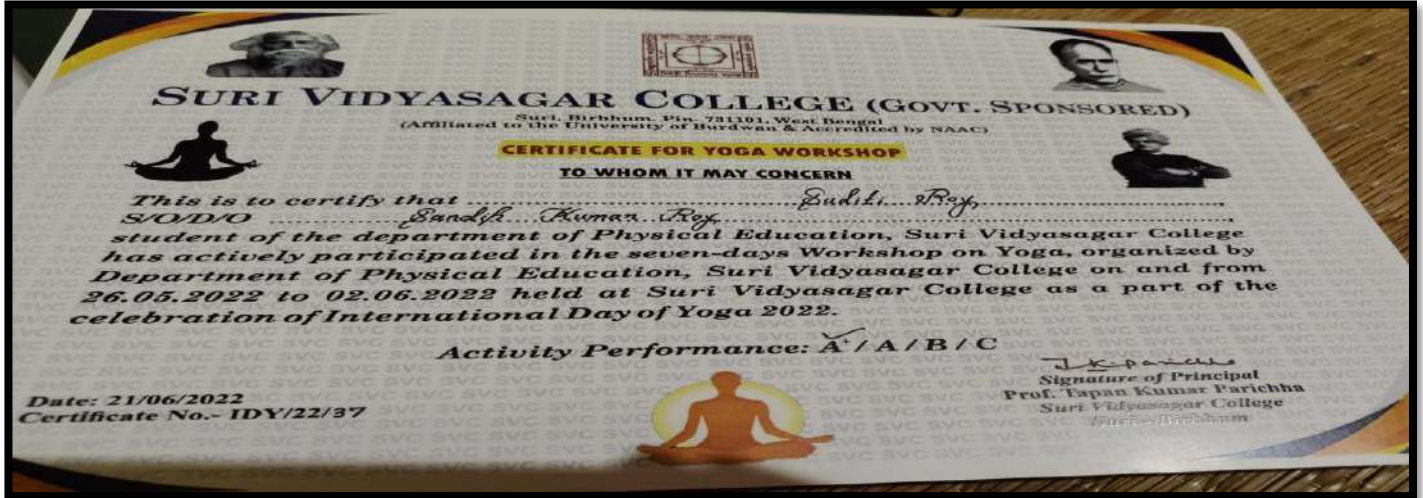 SURI VIDYASAGAR COLLEGE (GOVT. SPONSORED)
Suri, Birbhum, Pin- 731101, West Bengal
(Affiliated to the University of Burdwan & Accredited by NAAC)
CERTIFICATE FOR YOGA WORKSHOP
TO WHOM IT MAY CONCERN
This is to certify that Suditi Roy
S/O/D/O Sandip Kumar Roy
student of the department of Physical Education, Suri Vidyasagar College
has actively participated in the seven-days Workshop on Yoga, organized by
Department of Physical Education, Suri Vidyasagar College on and from
26.05.2022 to 02.06.2022 held at Suri Vidyasagar College as a part of the
celebration of International Day of Yoga 2022.
Activity Performance: A+ / A / B / C
T.K. Parichha
Signature of Principal
Prof. Tapan Kumar Parichha
Suri Vidyasagar College
Suri, Birbhum
Date: 21/06/2022
Certificate No.- IDY/22/37